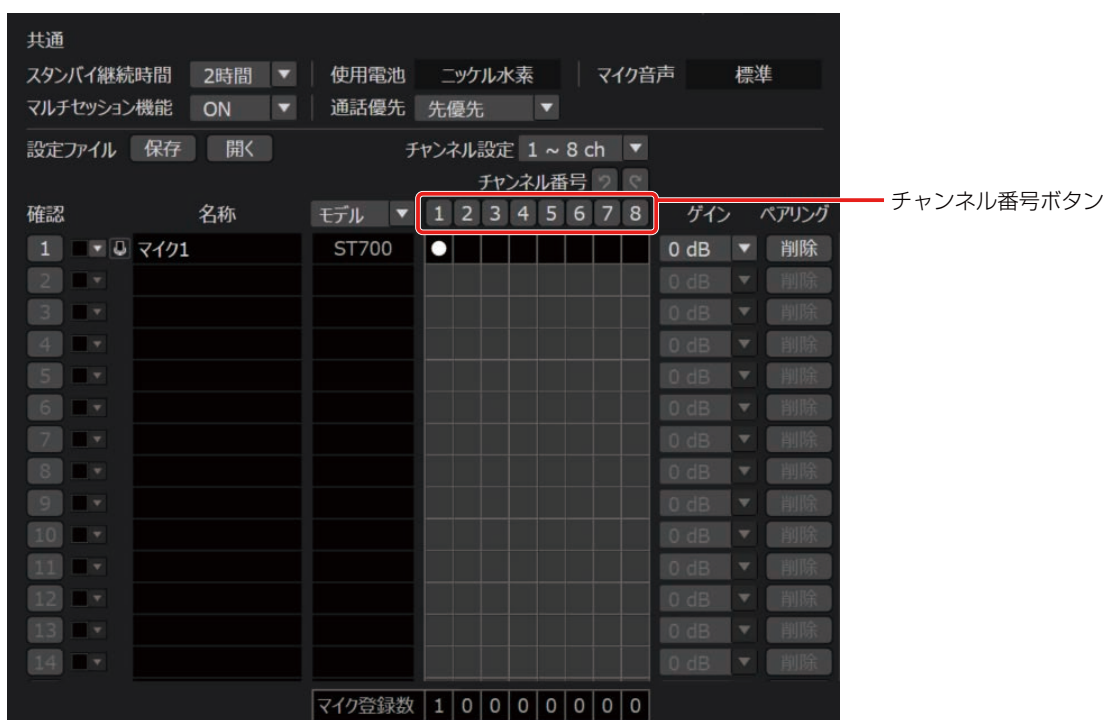 共通
スタンバイ継続時間 2時間 ▼ 使用電池 ニッケル水素 マイク音声 標準
マルチセッション機能 ON ▼ 通話優先 先優先 ▼
設定ファイル 保存 開く チャンネル設定 1 ~ 8 ch ▼
チャンネル番号
確認 名称 モデル ▼ 1 2 3 4 5 6 7 8 ゲイン ペアリング チャンネル番号ボタン
1 ▼ マイク1 ST700 ● 0 dB ▼ 削除
2 ▼ 0 dB ▼ 削除
3 ▼ 0 dB ▼ 削除
4 ▼ 0 dB ▼ 削除
5 ▼ 0 dB ▼ 削除
6 ▼ 0 dB ▼ 削除
7 ▼ 0 dB ▼ 削除
8 ▼ 0 dB ▼ 削除
9 ▼ 0 dB ▼ 削除
10 ▼ 0 dB ▼ 削除
11 ▼ 0 dB ▼ 削除
12 ▼ 0 dB ▼ 削除
13 ▼ 0 dB ▼ 削除
14 ▼ 0 dB ▼ 削除
マイク登録数 1 0 0 0 0 0 0 0